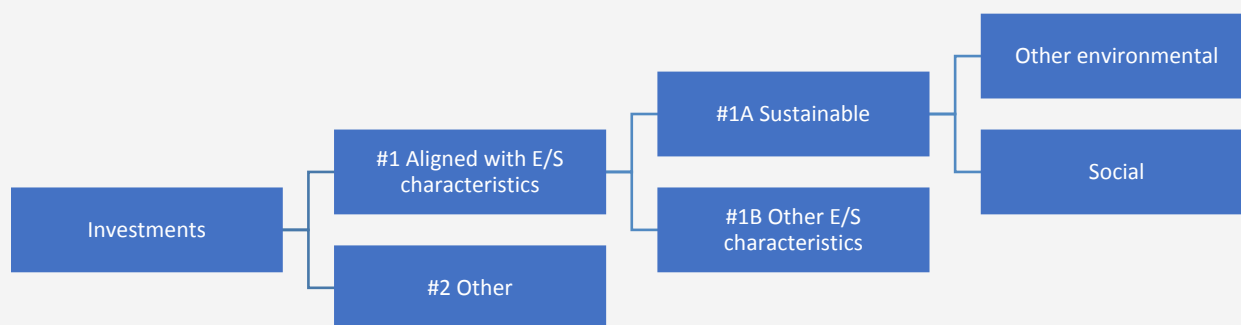 Other environmental
#1A Sustainable
#1 Aligned with E/S
characteristics
Social
#1B Other E/S
characteristics
Investments
#2 Other